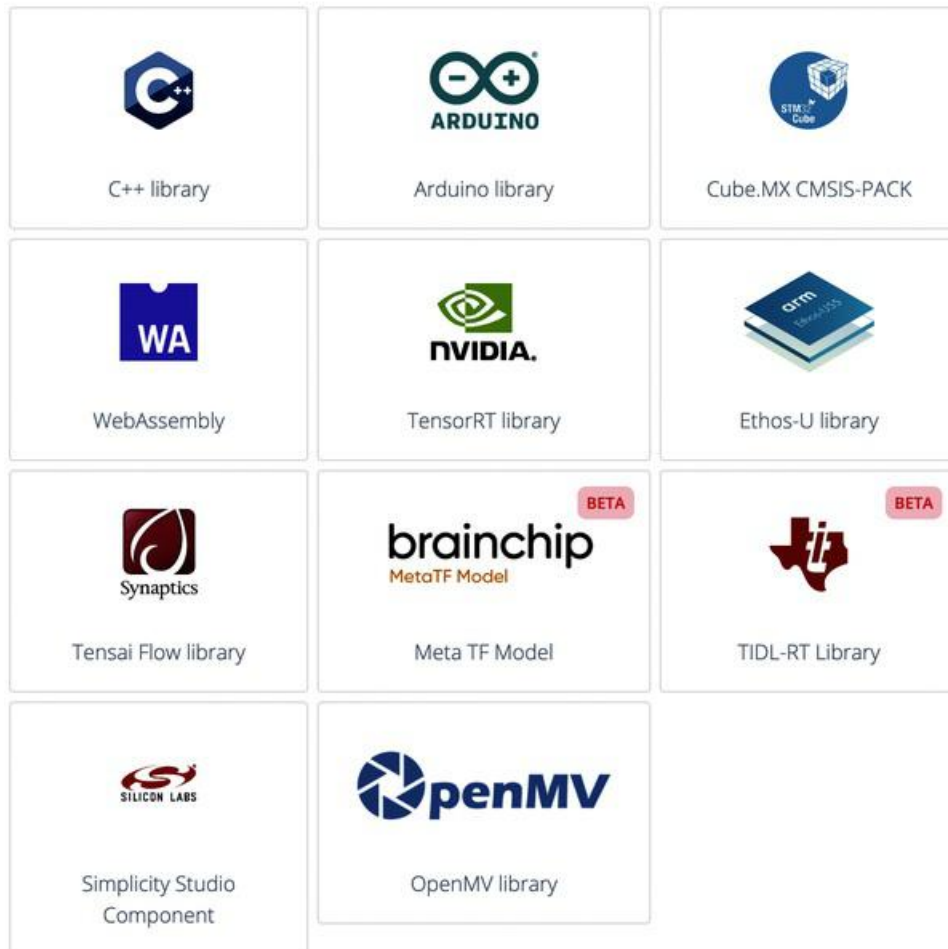 C++
ARDUINO
STM32
Cube
C++ library
Arduino library
Cube.MX CMSIS-PACK
WA
NVIDIA.
arm
Ethos-U55
WebAssembly
TensorRT library
Ethos-U library
BETA
BETA
Synaptics
brainchip
MetaTF Model
Tensai Flow library
Meta TF Model
TIDL-RT Library
SILICON LABS
OpenMV
Simplicity Studio
Component
OpenMV library